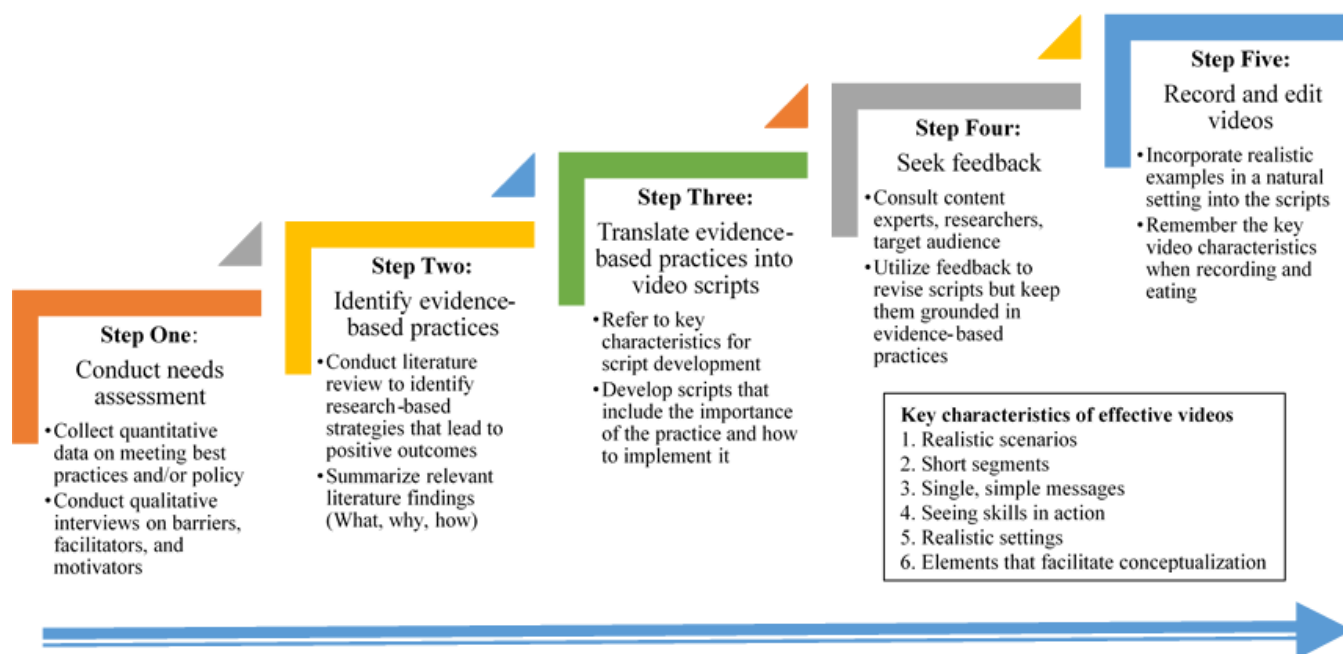 Step One:
Conduct needs
assessment
•Collect quantitative
data on meeting best
practices and/or policy
•Conduct qualitative
interviews on barriers,
facilitators, and
motivators
Step Two:
Identify evidence-
based practices
•Conduct literature
review to identify
research-based
strategies that lead to
positive outcomes
•Summarize relevant
literature findings
(What, why, how)
Step Three:
Translate evidence-
based practices into
video scripts
•Refer to key
characteristics for
script development
•Develop scripts that
include the importance
of the practice and how
to implement it
Step Four:
Seek feedback
•Consult content
experts, researchers,
target audience
•Utilize feedback to
revise scripts but keep
them grounded in
evidence-based
practices
Step Five:
Record and edit
videos
•Incorporate realistic
examples in a natural
setting into the scripts
•Remember the key
video characteristics
when recording and
eating
Key characteristics of effective videos
1. Realistic scenarios
2. Short segments
3. Single, simple messages
4. Seeing skills in action
5. Realistic settings
6. Elements that facilitate conceptualization